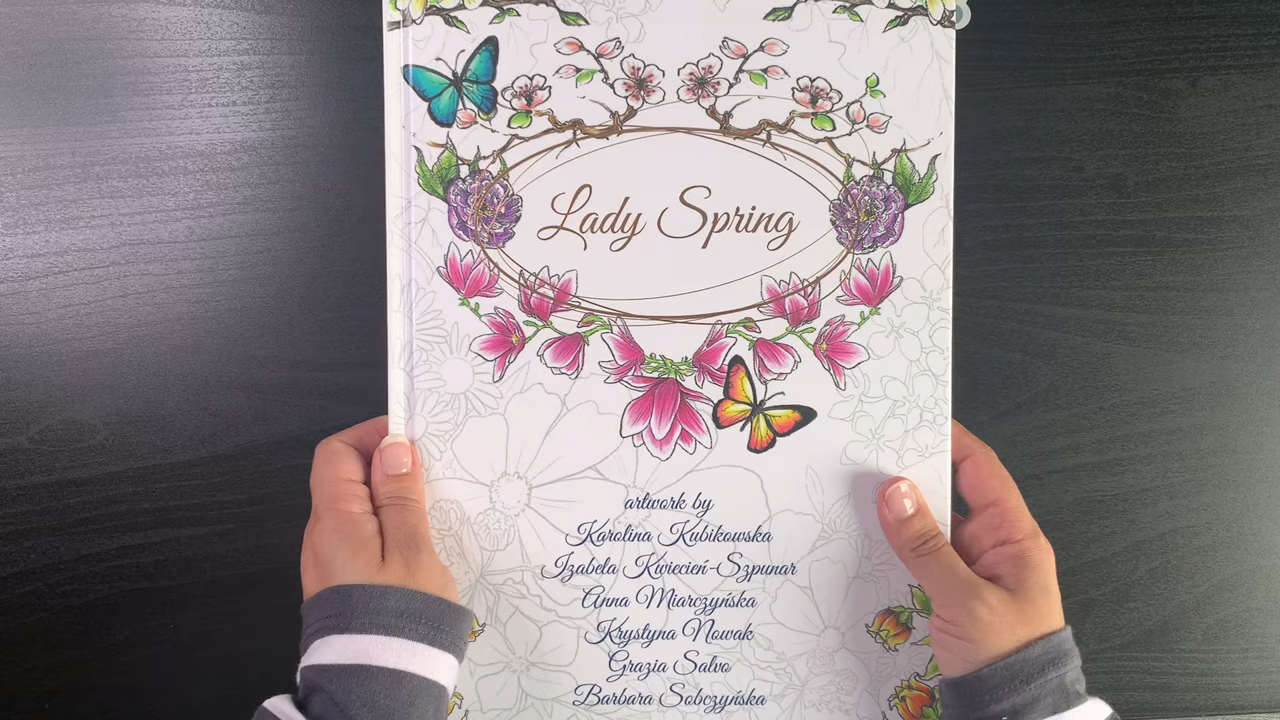 Lady Spring
artwork by
Karolina Kubikowska
Izabela Kwiecień-Szpunar
Anna Miarczyńska
Krystyna Nowak
Grazia Salvo
Barbara Sobczyńska